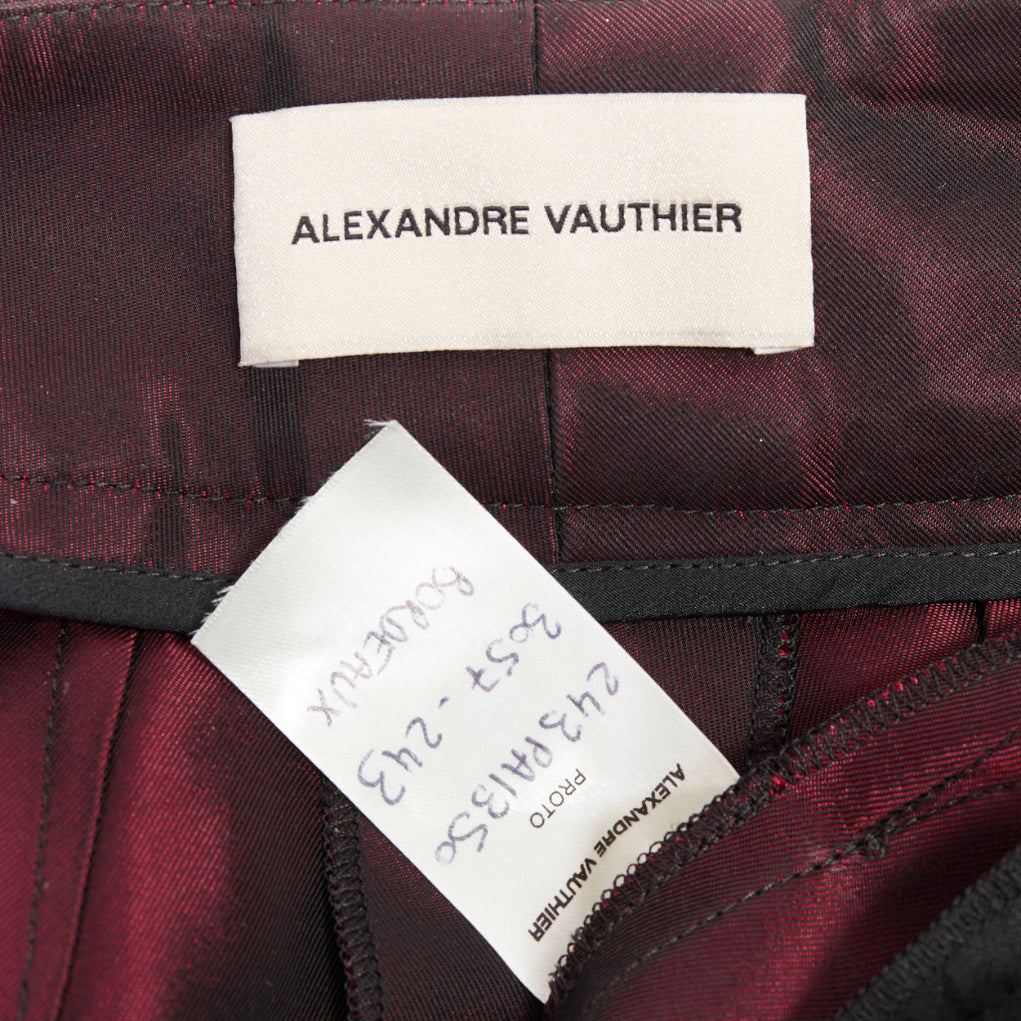 ALEXANDRE VAUTHIER
ALEXANDRE VAUTHIER
PROTO
243PA1350
3057-243
BORDEAUX